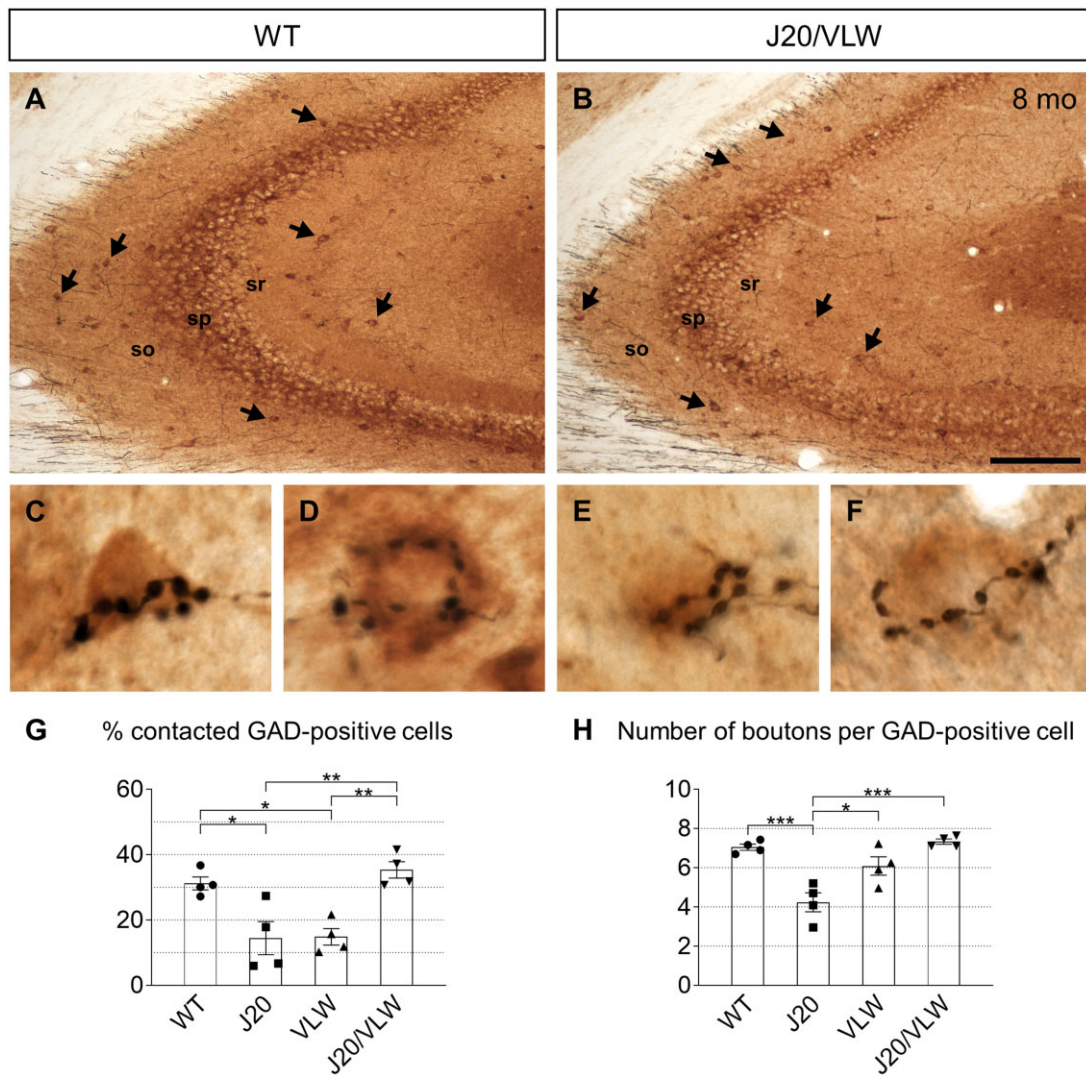 WT
J20/VLW
A
B
8 mo
sr
sp
so
sr
sp
so
C
D
E
F
G % contacted GAD-positive cells
60
40
20
0
**
**
*
*
WT
J20
VLW
J20/VLW
H Number of boutons per GAD-positive cell
10
8
6
4
2
0
***
*
***
WT
J20
VLW
J20/VLW